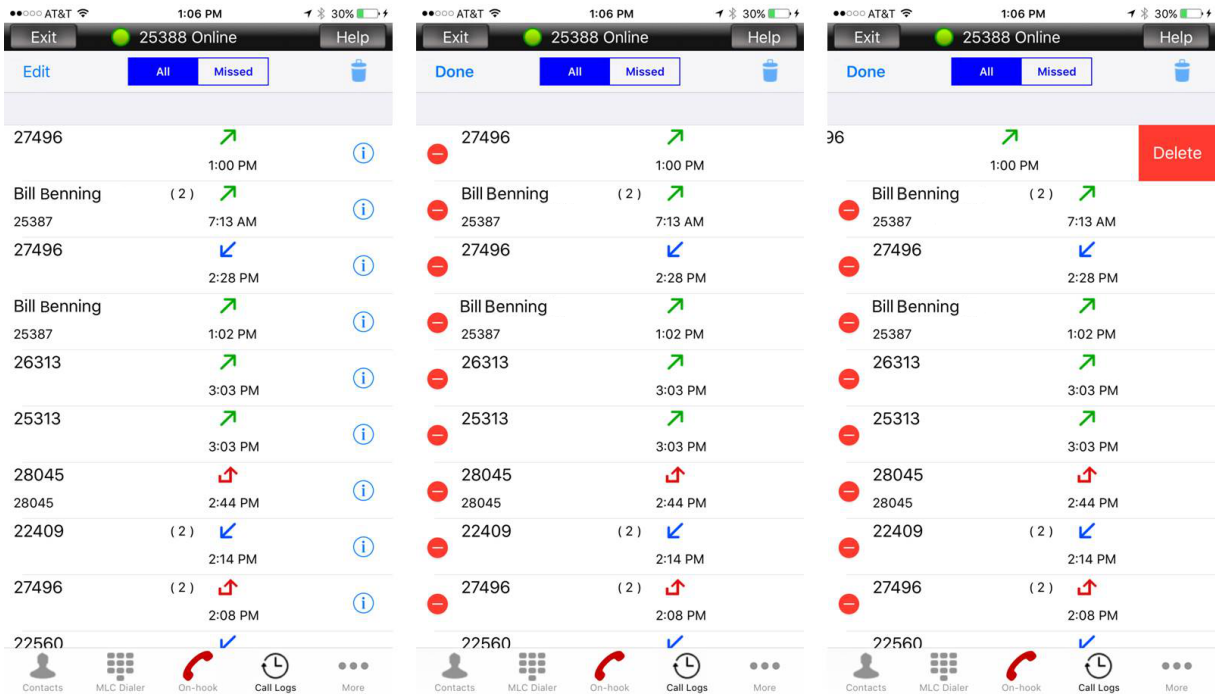 AT&T 1:06 PM 30%
Exit 25388 Online Help
Edit All Missed
27496
1:00 PM
Bill Benning (2)
25387 7:13 AM
27496
2:28 PM
Bill Benning
25387 1:02 PM
26313
3:03 PM
25313
3:03 PM
28045
28045 2:44 PM
22409 (2)
2:14 PM
27496 (2)
2:08 PM
22560
Contacts MLC Dialer On-hook Call Logs More
AT&T 1:06 PM 30%
Exit 25388 Online Help
Done All Missed
27496
1:00 PM
Bill Benning (2)
25387 7:13 AM
27496
2:28 PM
Bill Benning
25387 1:02 PM
26313
3:03 PM
25313
3:03 PM
28045
28045 2:44 PM
22409 (2)
2:14 PM
27496 (2)
2:08 PM
22560
Contacts MLC Dialer On-hook Call Logs More
AT&T 1:06 PM 30%
Exit 25388 Online Help
Done All Missed
96
1:00 PM Delete
Bill Benning (2)
25387 7:13 AM
27496
2:28 PM
Bill Benning
25387 1:02 PM
26313
3:03 PM
25313
3:03 PM
28045
28045 2:44 PM
22409 (2)
2:14 PM
27496 (2)
2:08 PM
22560
Contacts MLC Dialer On-hook Call Logs More